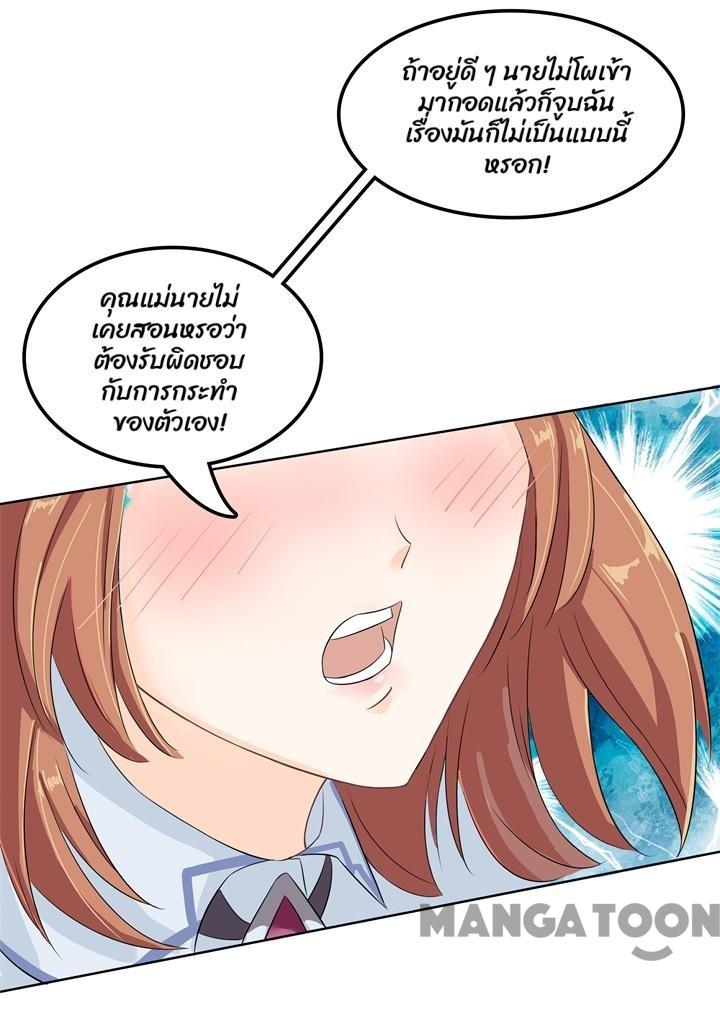 ถ้าอยู่ดี ๆ นายไม่โผเข้า
มากอดแล้วก็จูบฉัน
เรื่องมันก็ไม่เป็นแบบนี้
หรอก!
คุณแม่นายไม่
เคยสอนหรอว่า
ต้องรับผิดชอบ
กับการกระทำ
ของตัวเอง!
MANGATOON